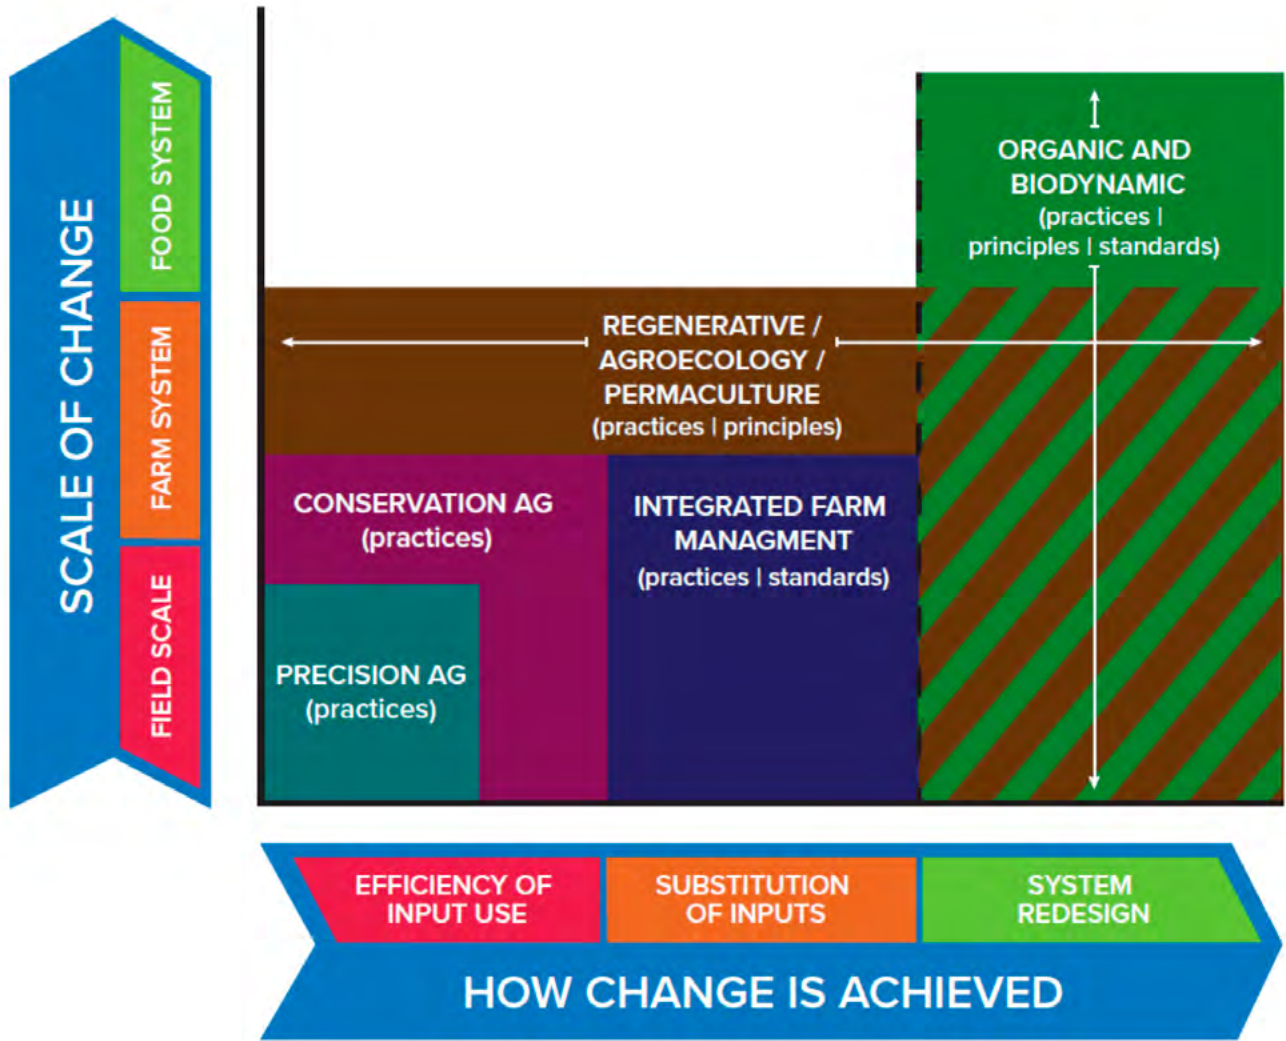 SCALE OF CHANGE
FOOD SYSTEM
FARM SYSTEM
FIELD SCALE
ORGANIC AND
BIODYNAMIC
(practices |
principles | standards)
REGENERATIVE /
AGROECOLOGY /
PERMACULTURE
(practices | principles)
CONSERVATION AG
(practices)
INTEGRATED FARM
MANAGMENT
(practices | standards)
PRECISION AG
(practices)
EFFICIENCY OF
INPUT USE
SUBSTITUTION
OF INPUTS
SYSTEM
REDESIGN
HOW CHANGE IS ACHIEVED